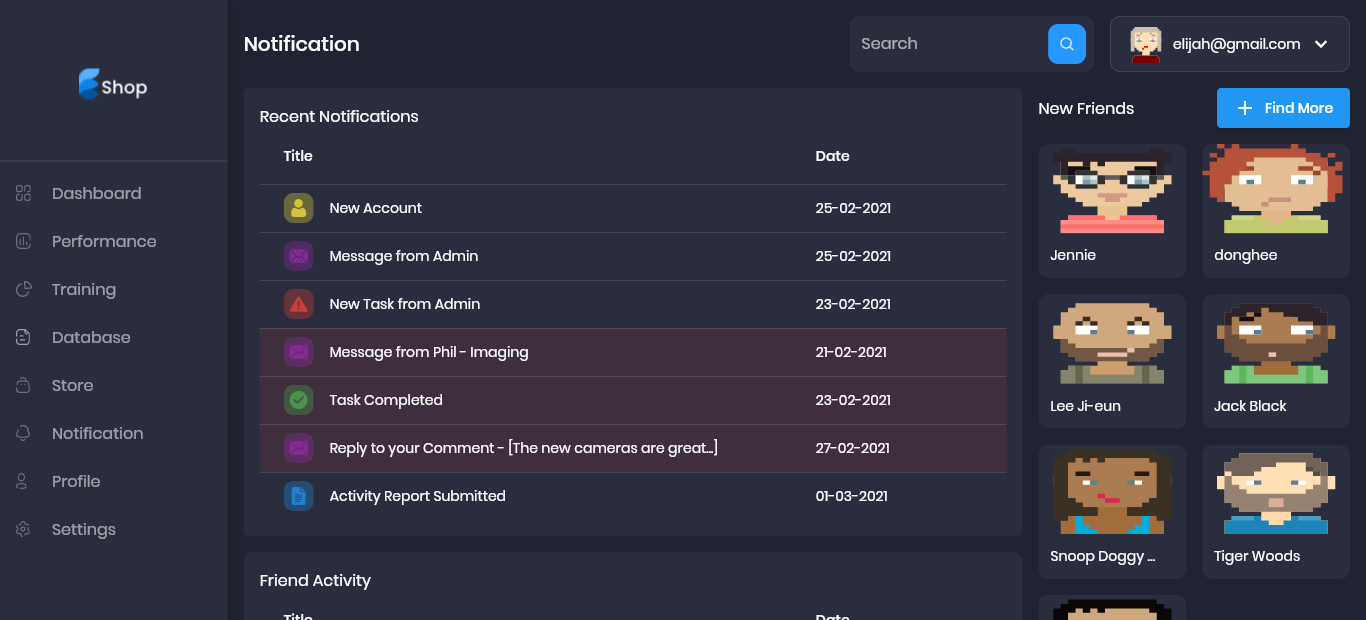 Shop
Dashboard
Performance
Training
Database
Store
Notification
Profile
Settings
Notification
Search
elijah@gmail.com
Recent Notifications
Title Date
New Account 25-02-2021
Message from Admin 25-02-2021
New Task from Admin 23-02-2021
Message from Phil - Imaging 21-02-2021
Task Completed 23-02-2021
Reply to your Comment - [The new cameras are great...] 27-02-2021
Activity Report Submitted 01-03-2021
Friend Activity
Title Date
New Friends
Find More
Jennie
donghee
Lee Ji-eun
Jack Black
Snoop Doggy ...
Tiger Woods